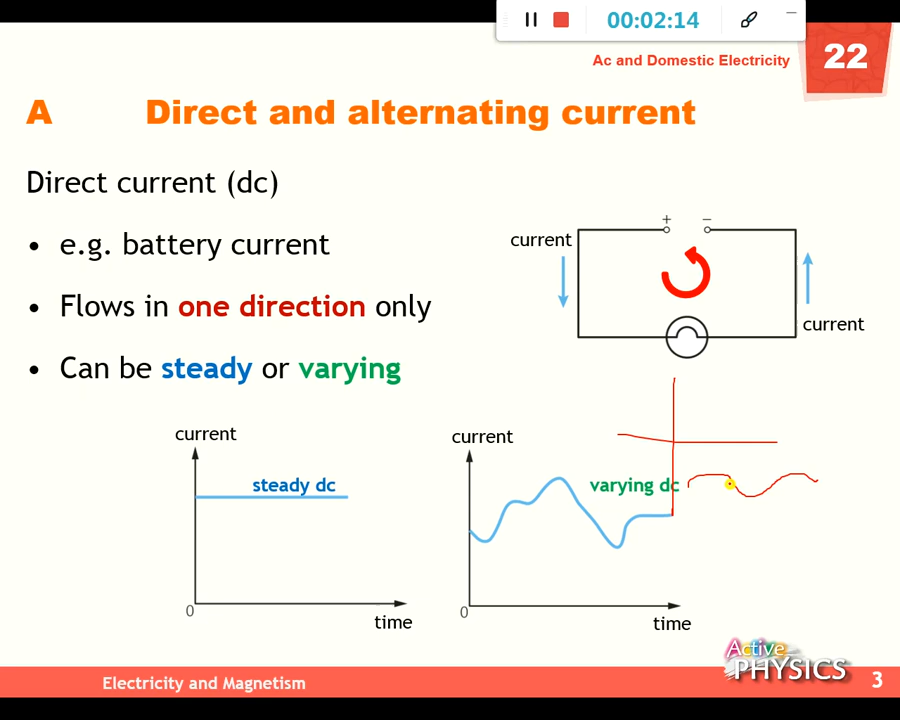 00:02:14
Ac and Domestic Electricity
22
A Direct and alternating current
Direct current (dc)
• e.g. battery current
• Flows in one direction only
• Can be steady or varying
+ −
current
current
current
steady dc
0
time
current
varying dc
0
time
Active PHYSICS
Electricity and Magnetism
3